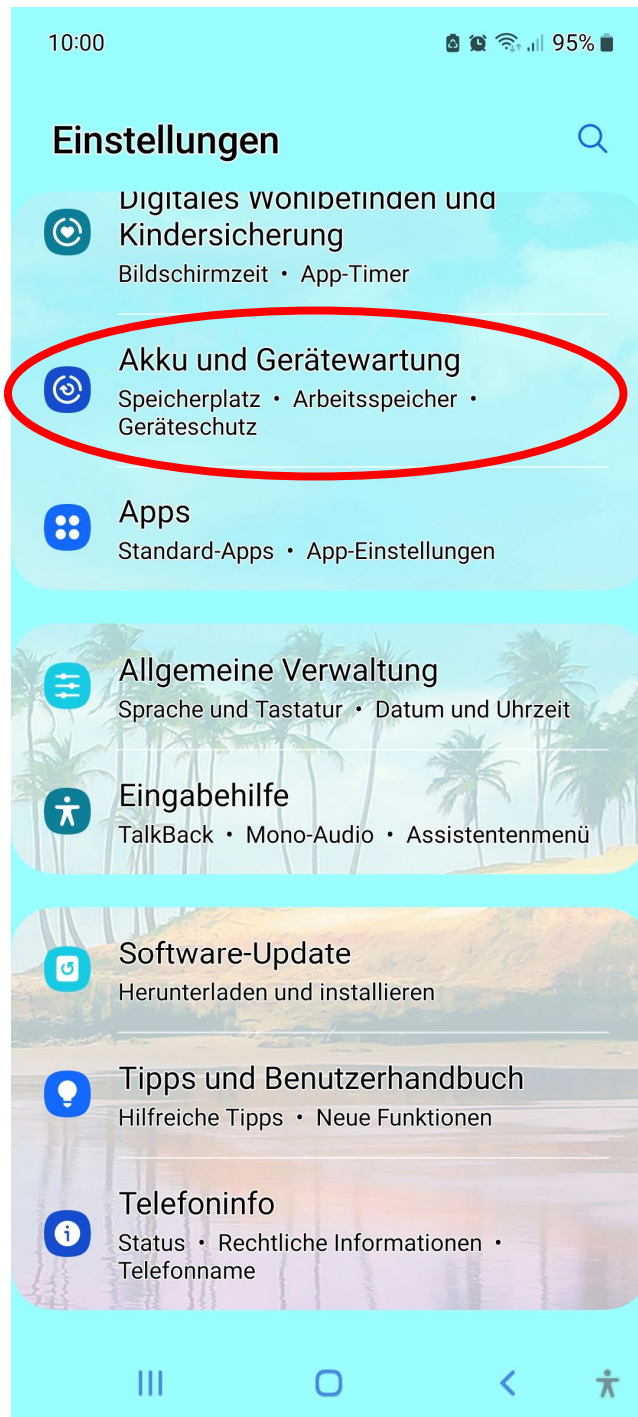 10:00
95%
Einstellungen
Digitales Wohlbefinden und
Kindersicherung
Bildschirmzeit • App-Timer
Akku und Gerätewartung
Speicherplatz • Arbeitsspeicher •
Geräteschutz
Apps
Standard-Apps • App-Einstellungen
Allgemeine Verwaltung
Sprache und Tastatur • Datum und Uhrzeit
Eingabehilfe
TalkBack • Mono-Audio • Assistentenmenü
Software-Update
Herunterladen und installieren
Tipps und Benutzerhandbuch
Hilfreiche Tipps • Neue Funktionen
Telefoninfo
Status • Rechtliche Informationen •
Telefonname